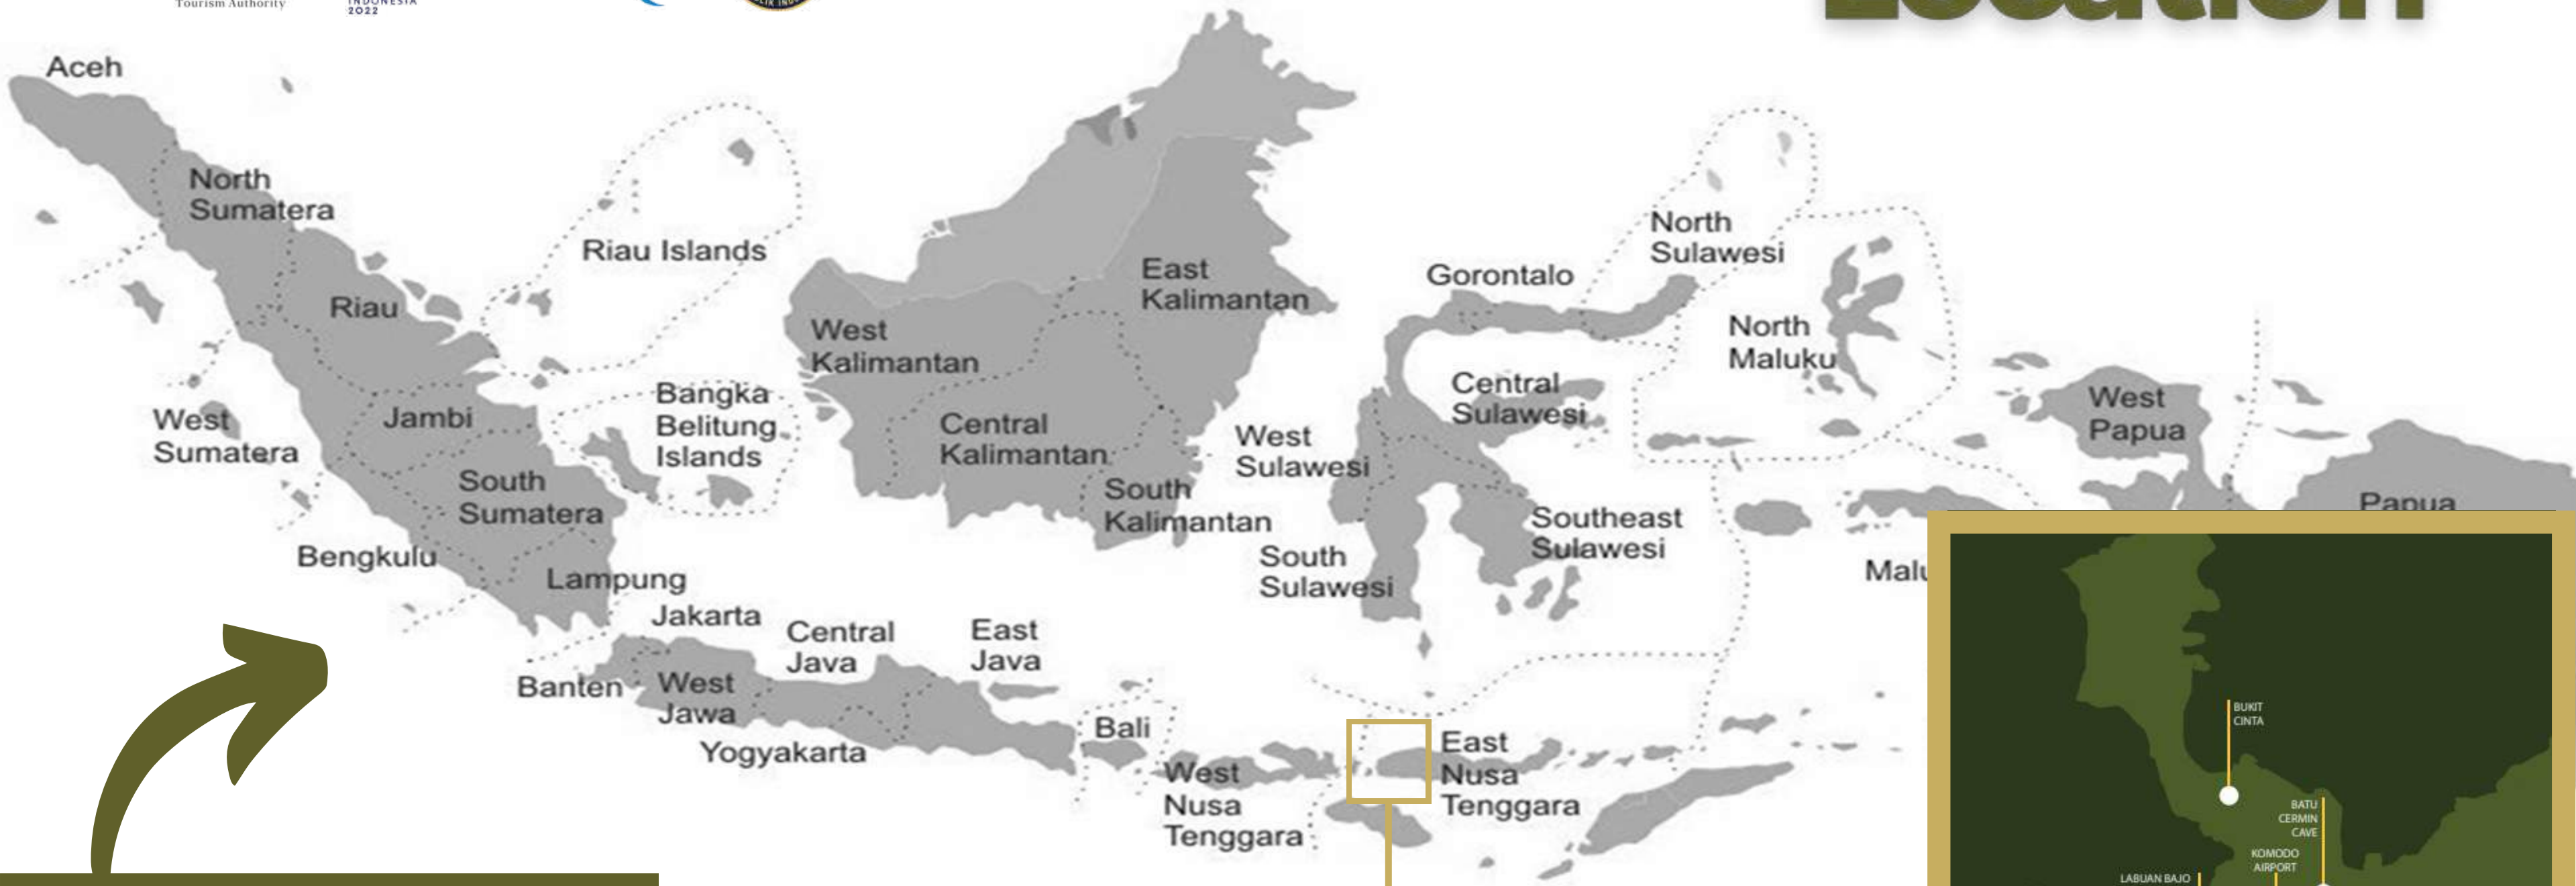 Tourism Authority
INDONESIA
2022
Location
Aceh
North
Sumatera
Riau Islands
Riau
West
Sumatera
Jambi
Bangka
Belitung
Islands
South
Sumatera
Bengkulu
Lampung
Jakarta
Banten
West
Jawa
Central
Java
Yogyakarta
East
Java
Bali
West
Kalimantan
Central
Kalimantan
East
Kalimantan
South
Kalimantan
West
Sulawesi
South
Sulawesi
Gorontalo
Central
Sulawesi
Southeast
Sulawesi
North
Sulawesi
North
Maluku
West
Papua
Papua
Malu
West
Nusa
Tenggara
East
Nusa
Tenggara
BUKIT
CINTA
BATU
CERMIN
CAVE
KOMODO
AIRPORT
LABUAN BAJO